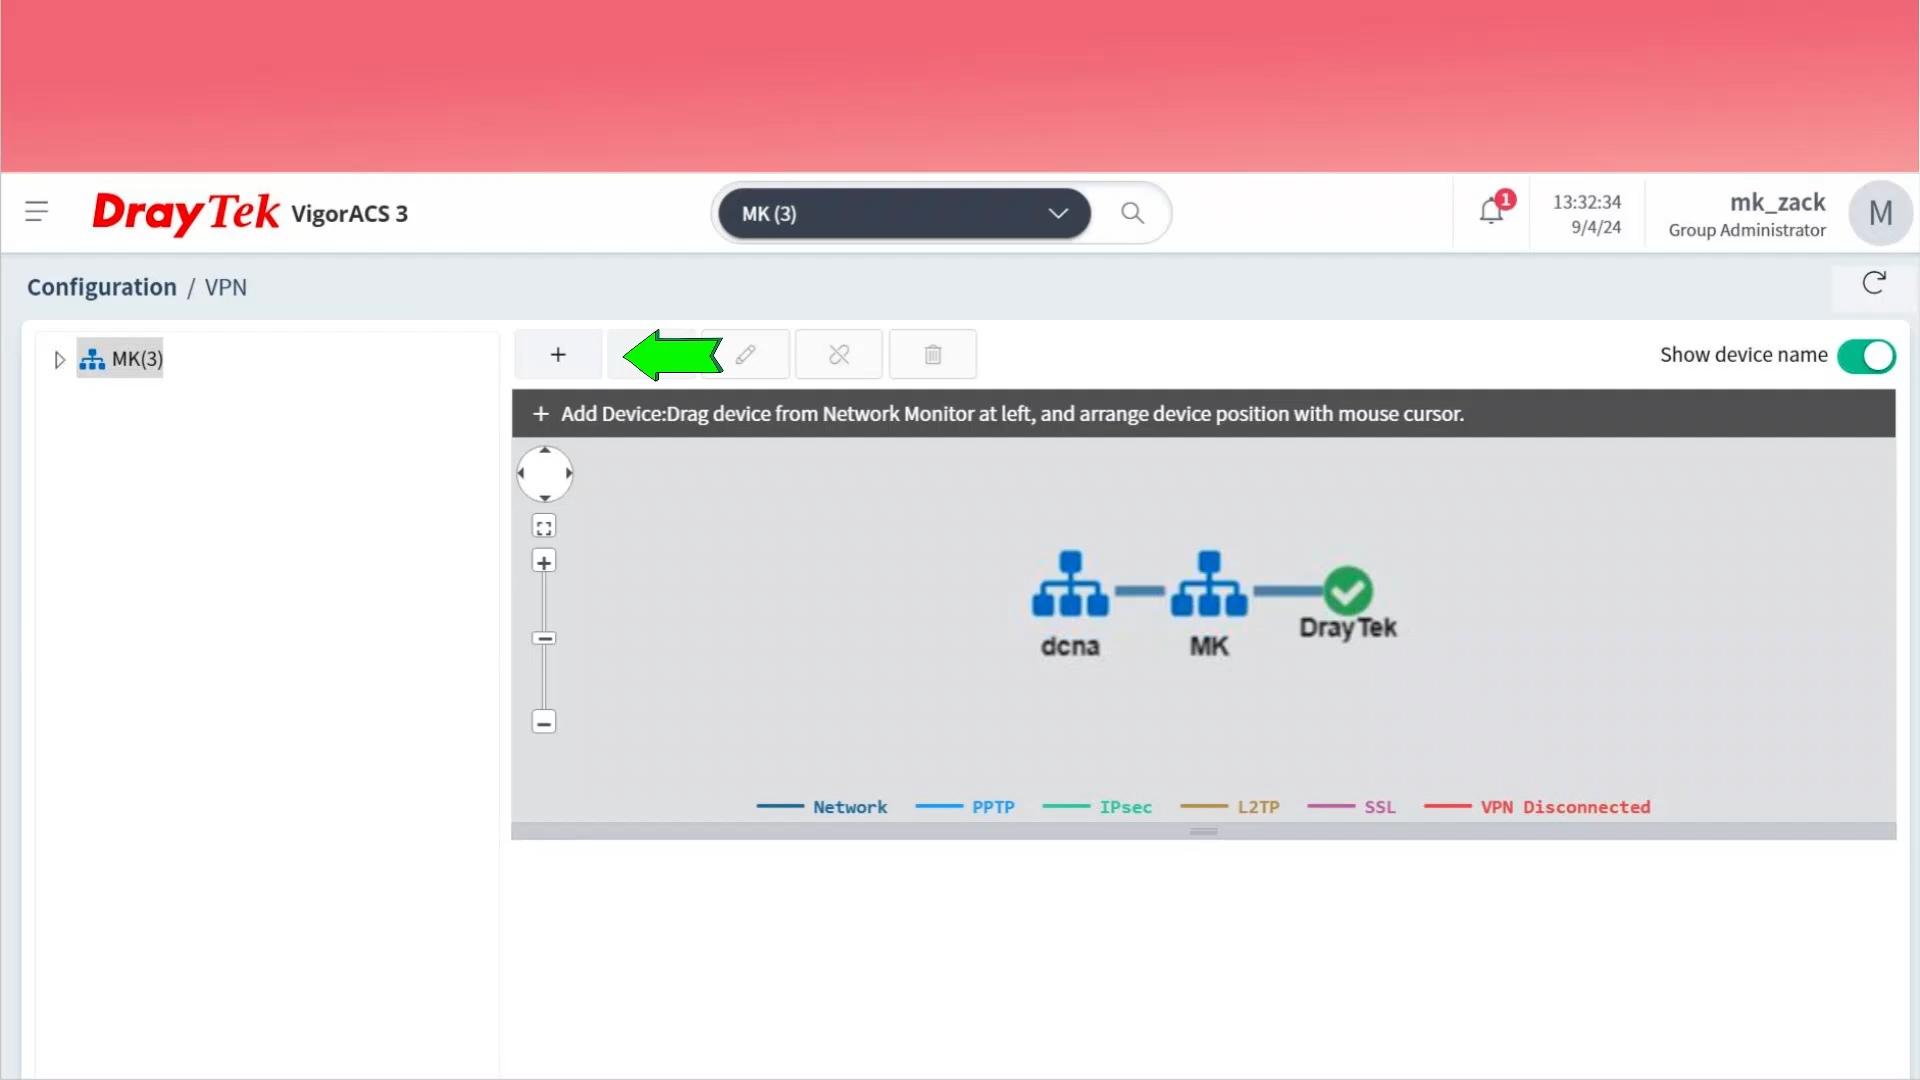 DrayTek VigorACS 3
MK (3)
1
13:32:34
9/4/24
mk_zack
Group Administrator
M
Configuration / VPN
MK(3)
+
Show device name
+ Add Device:Drag device from Network Monitor at left, and arrange device position with mouse cursor.
dcna
MK
DrayTek
Network
PPTP
IPsec
L2TP
SSL
VPN Disconnected